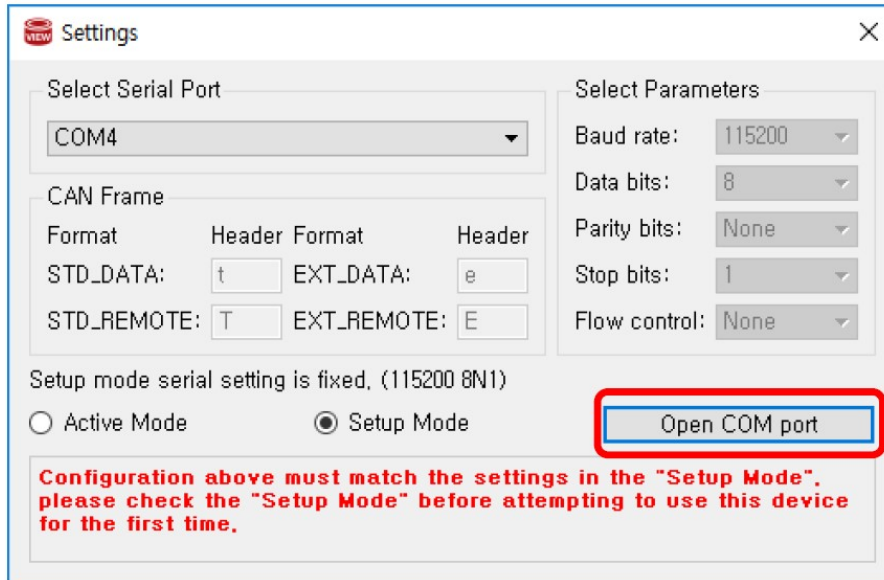 VIEW Settings
Select Serial Port
COM4
CAN Frame
Format Header Format Header
STD_DATA: t EXT_DATA: e
STD_REMOTE: T EXT_REMOTE: E
Select Parameters
Baud rate: 115200
Data bits: 8
Parity bits: None
Stop bits: 1
Flow control: None
Setup mode serial setting is fixed, (115200 8N1)
Active Mode Setup Mode Open COM port
Configuration above must match the settings in the "Setup Mode",
please check the "Setup Mode" before attempting to use this device
for the first time,